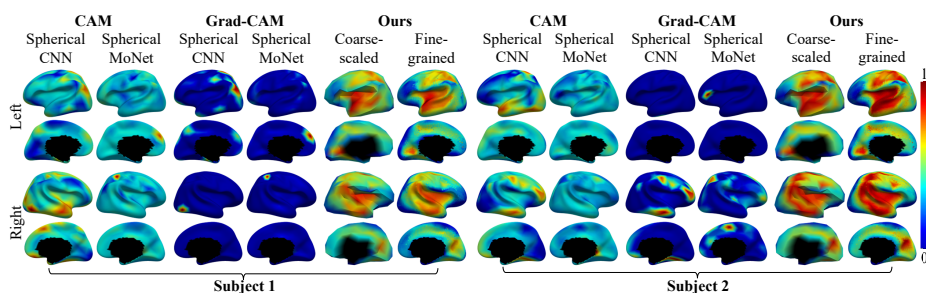 CAM Grad-CAM Ours CAM Grad-CAM Ours
Spherical Spherical Spherical Spherical Coarse- Fine- Spherical Spherical Spherical Spherical Coarse- Fine-
CNN MoNet CNN MoNet scaled grained CNN MoNet CNN MoNet scaled grained
1
Left
Right
0
Subject 1 Subject 2